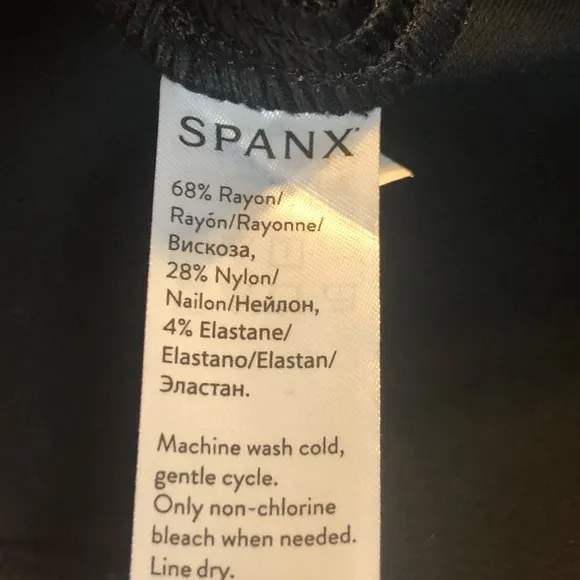 SPANX
68% Rayon/
Rayón/Rayonne/
Вискоза,
28% Nylon/
Nailon/Нейлон,
4% Elastane/
Elastano/Elastan/
Эластан.
Machine wash cold,
gentle cycle.
Only non-chlorine
bleach when needed.
Line dry.